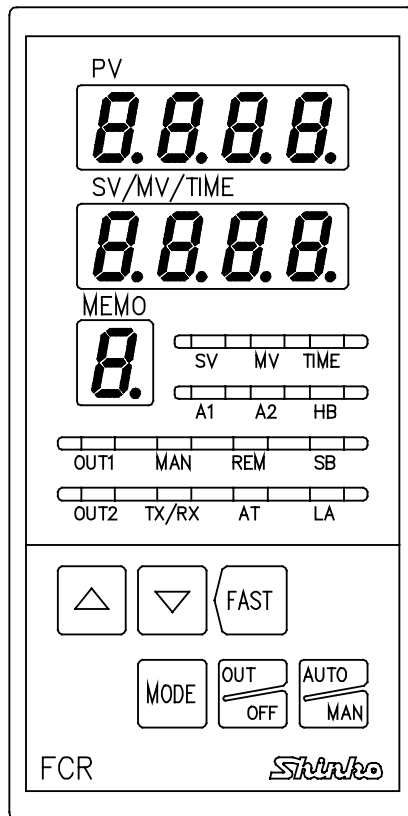 PV
8.8.8.8.
SV/MV/TIME
8.8.8.8.
MEMO
8.
SV MV TIME
A1 A2 HB
OUT1 MAN REM SB
OUT2 TX/RX AT LA
FAST
MODE OUT OFF AUTO MAN
FCR Shinko